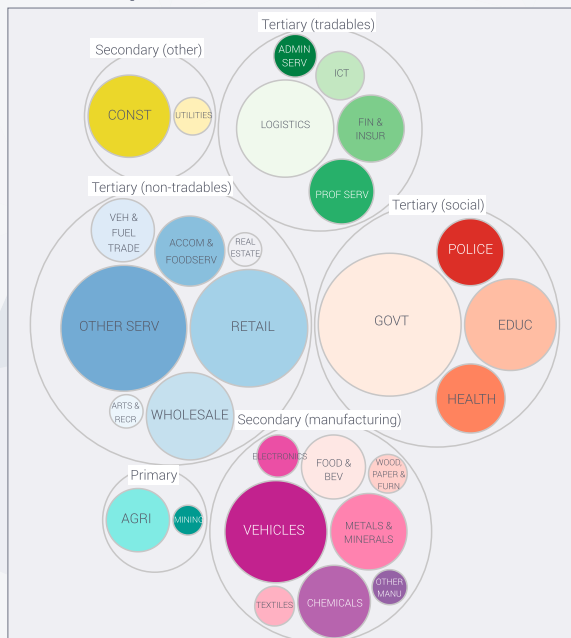 Tertiary (tradables)
ADMIN
SERV
ICT
LOGISTICS
FIN &
INSUR
PROF SERV
Secondary (other)
CONST
UTILITIES
Tertiary (non-tradables)
VEH &
FUEL
TRADE
ACCOM &
FOODSERV
REAL
ESTATE
OTHER SERV
RETAIL
ARTS &
RECR
WHOLESALE
Tertiary (social)
POLICE
GOVT
EDUC
HEALTH
Secondary (manufacturing)
ELECTRONICS
FOOD &
BEV
WOOD,
PAPER &
FURN
VEHICLES
METALS &
MINERALS
TEXTILES
CHEMICALS
OTHER
MANU
Primary
AGRI
MINING